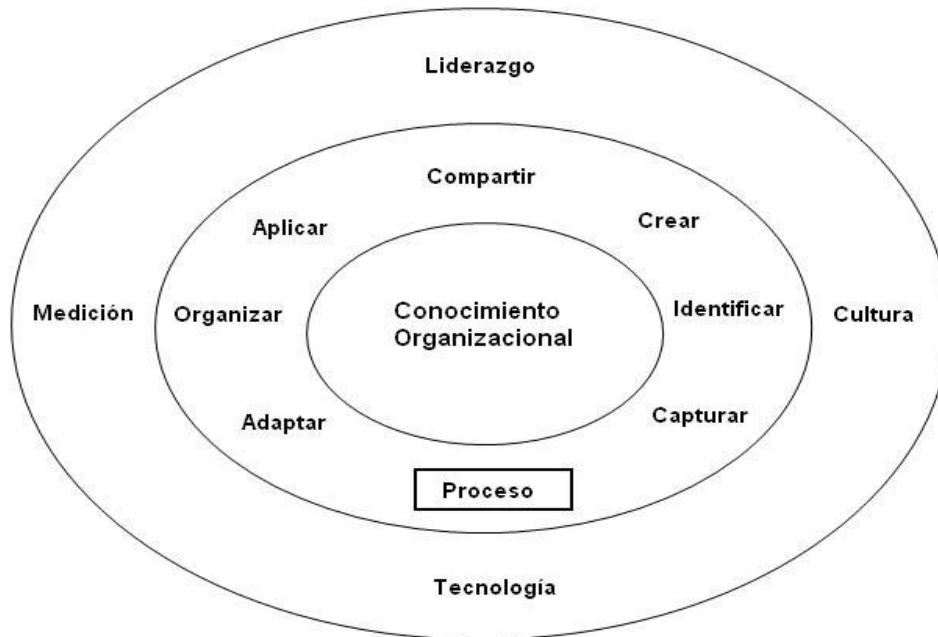 Liderazgo
Compartir
Aplicar
Crear
Medición
Organizar
Conocimiento
Organizacional
Identificar
Cultura
Adaptar
Capturar
Proceso
Tecnología